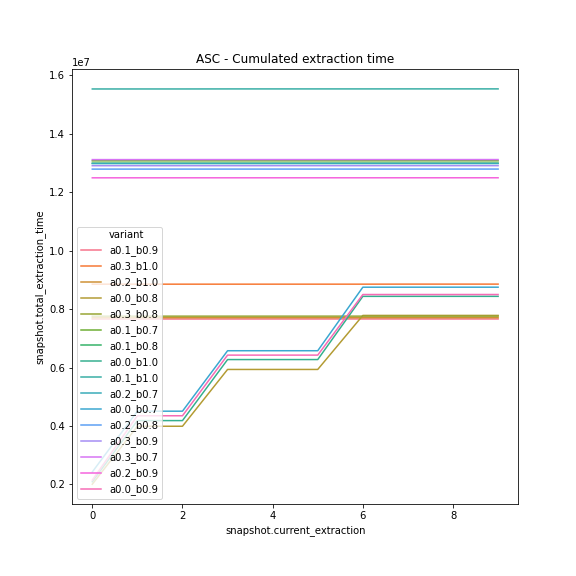 ASC - Cumulated extraction time
1e7
1.6
1.4
1.2
1.0
0.8
0.6
0.4
0.2
snapshot.total_extraction_time
variant
a0.1_b0.9
a0.3_b1.0
a0.2_b1.0
a0.0_b0.8
a0.3_b0.8
a0.1_b0.7
a0.1_b0.8
a0.0_b1.0
a0.1_b1.0
a0.2_b0.7
a0.0_b0.7
a0.2_b0.8
a0.3_b0.9
a0.3_b0.7
a0.2_b0.9
a0.0_b0.9
0 2 4 6 8
snapshot.current_extraction